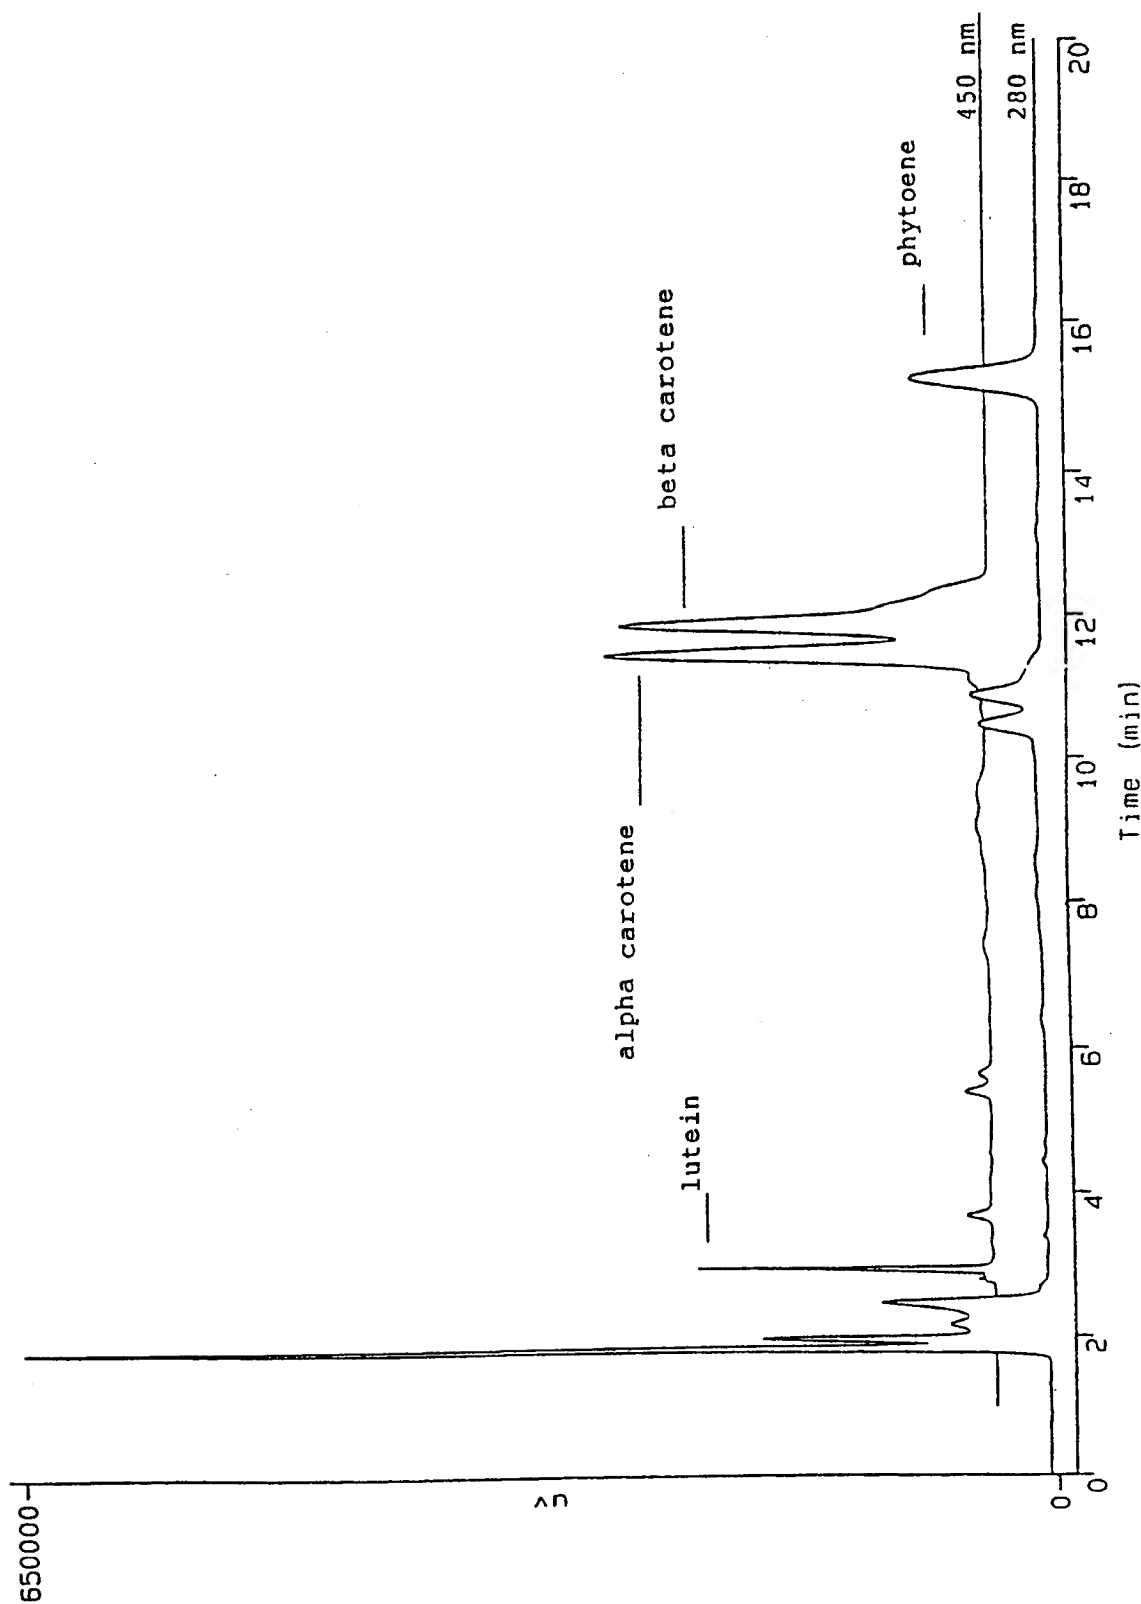 650000
uv
0
lutein
alpha carotene
beta carotene
phytoene
450 nm
280 nm
0
2
4
6
8
10
12
14
16
18
20
Time (min)